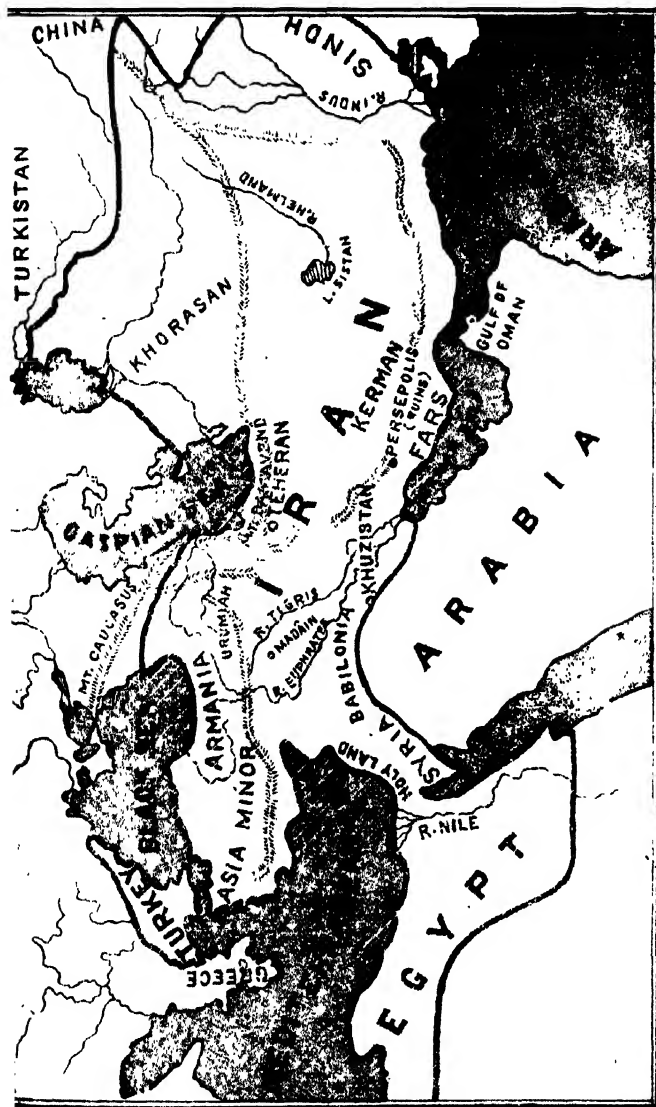 CHINA
TURKISTAN
SINDH
R. INDUS
R. HELMAND
L. SISTAN
KHORASAN
GULF OF
OMAN
IRAN
KERMAN
PERSEPOLIS
(RUINS)
FARS
TEHERAN
CASPIAN
KHUZISTAN
MT. CAUCASUS
URUMIAH
R. TIGRIS
MADAIN
R. EUPHRATES
BABILONIA
ARMANIA
BLACK SEA
ASIA MINOR
HOLY LAND
SYRIA
ARABIA
TURKEY
GREECE
R. NILE
EGYPT